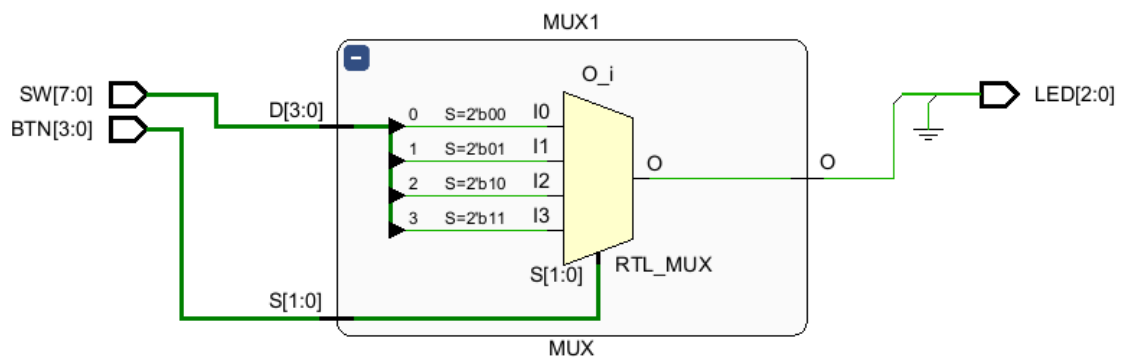 MUX1
O_i
SW[7:0]
BTN[3:0]
D[3:0]
0 S=2'b00 I0
1 S=2'b01 I1
2 S=2'b10 I2
3 S=2'b11 I3
O
O
LED[2:0]
S[1:0]
RTL_MUX
S[1:0]
MUX